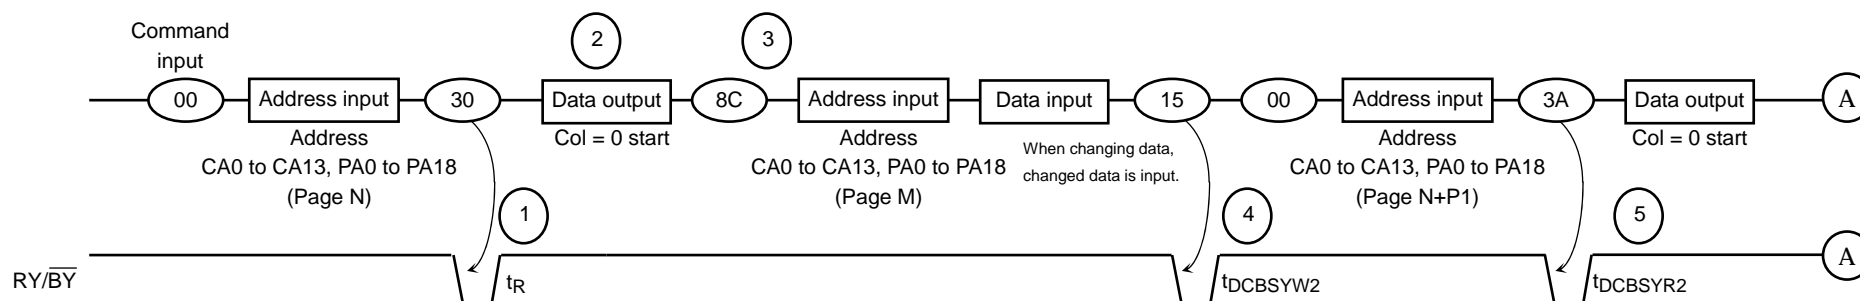 Command
input
2
3
00
Address input
30
Data output
8C
Address input
Data input
15
00
Address input
3A
Data output
A
Address
CA0 to CA13, PA0 to PA18
(Page N)
Col = 0 start
Address
CA0 to CA13, PA0 to PA18
(Page M)
When changing data,
changed data is input.
Address
CA0 to CA13, PA0 to PA18
(Page N+P1)
Col = 0 start
1
4
5
RY/BY
tR
tDCBSYW2
tDCBSYR2
A